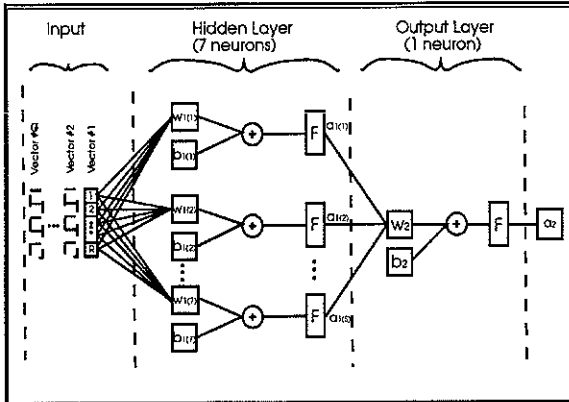 Input
Hidden Layer
(7 neurons)
Output Layer
(1 neuron)
Vector #Q
Vector #2
Vector #1
1
2
R
W1(1)
b1(1)
+
F
a1(1)
W1(2)
b1(2)
+
F
a1(2)
W1(7)
b1(7)
+
F
a1(5)
W2
b2
+
F
a2